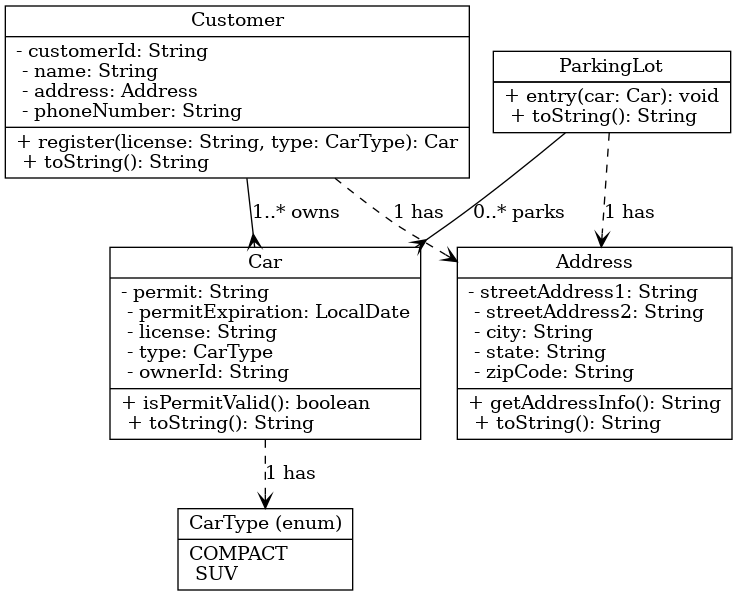 Customer
- customerId: String
- name: String
- address: Address
- phoneNumber: String
+ register(license: String, type: CarType): Car
+ toString(): String
ParkingLot
+ entry(car: Car): void
+ toString(): String
1..* owns
1 has
0..* parks
1 has
Car
- permit: String
- permitExpiration: LocalDate
- license: String
- type: CarType
- ownerId: String
+ isPermitValid(): boolean
+ toString(): String
Address
- streetAddress1: String
- streetAddress2: String
- city: String
- state: String
- zipCode: String
+ getAddressInfo(): String
+ toString(): String
1 has
CarType (enum)
COMPACT
SUV